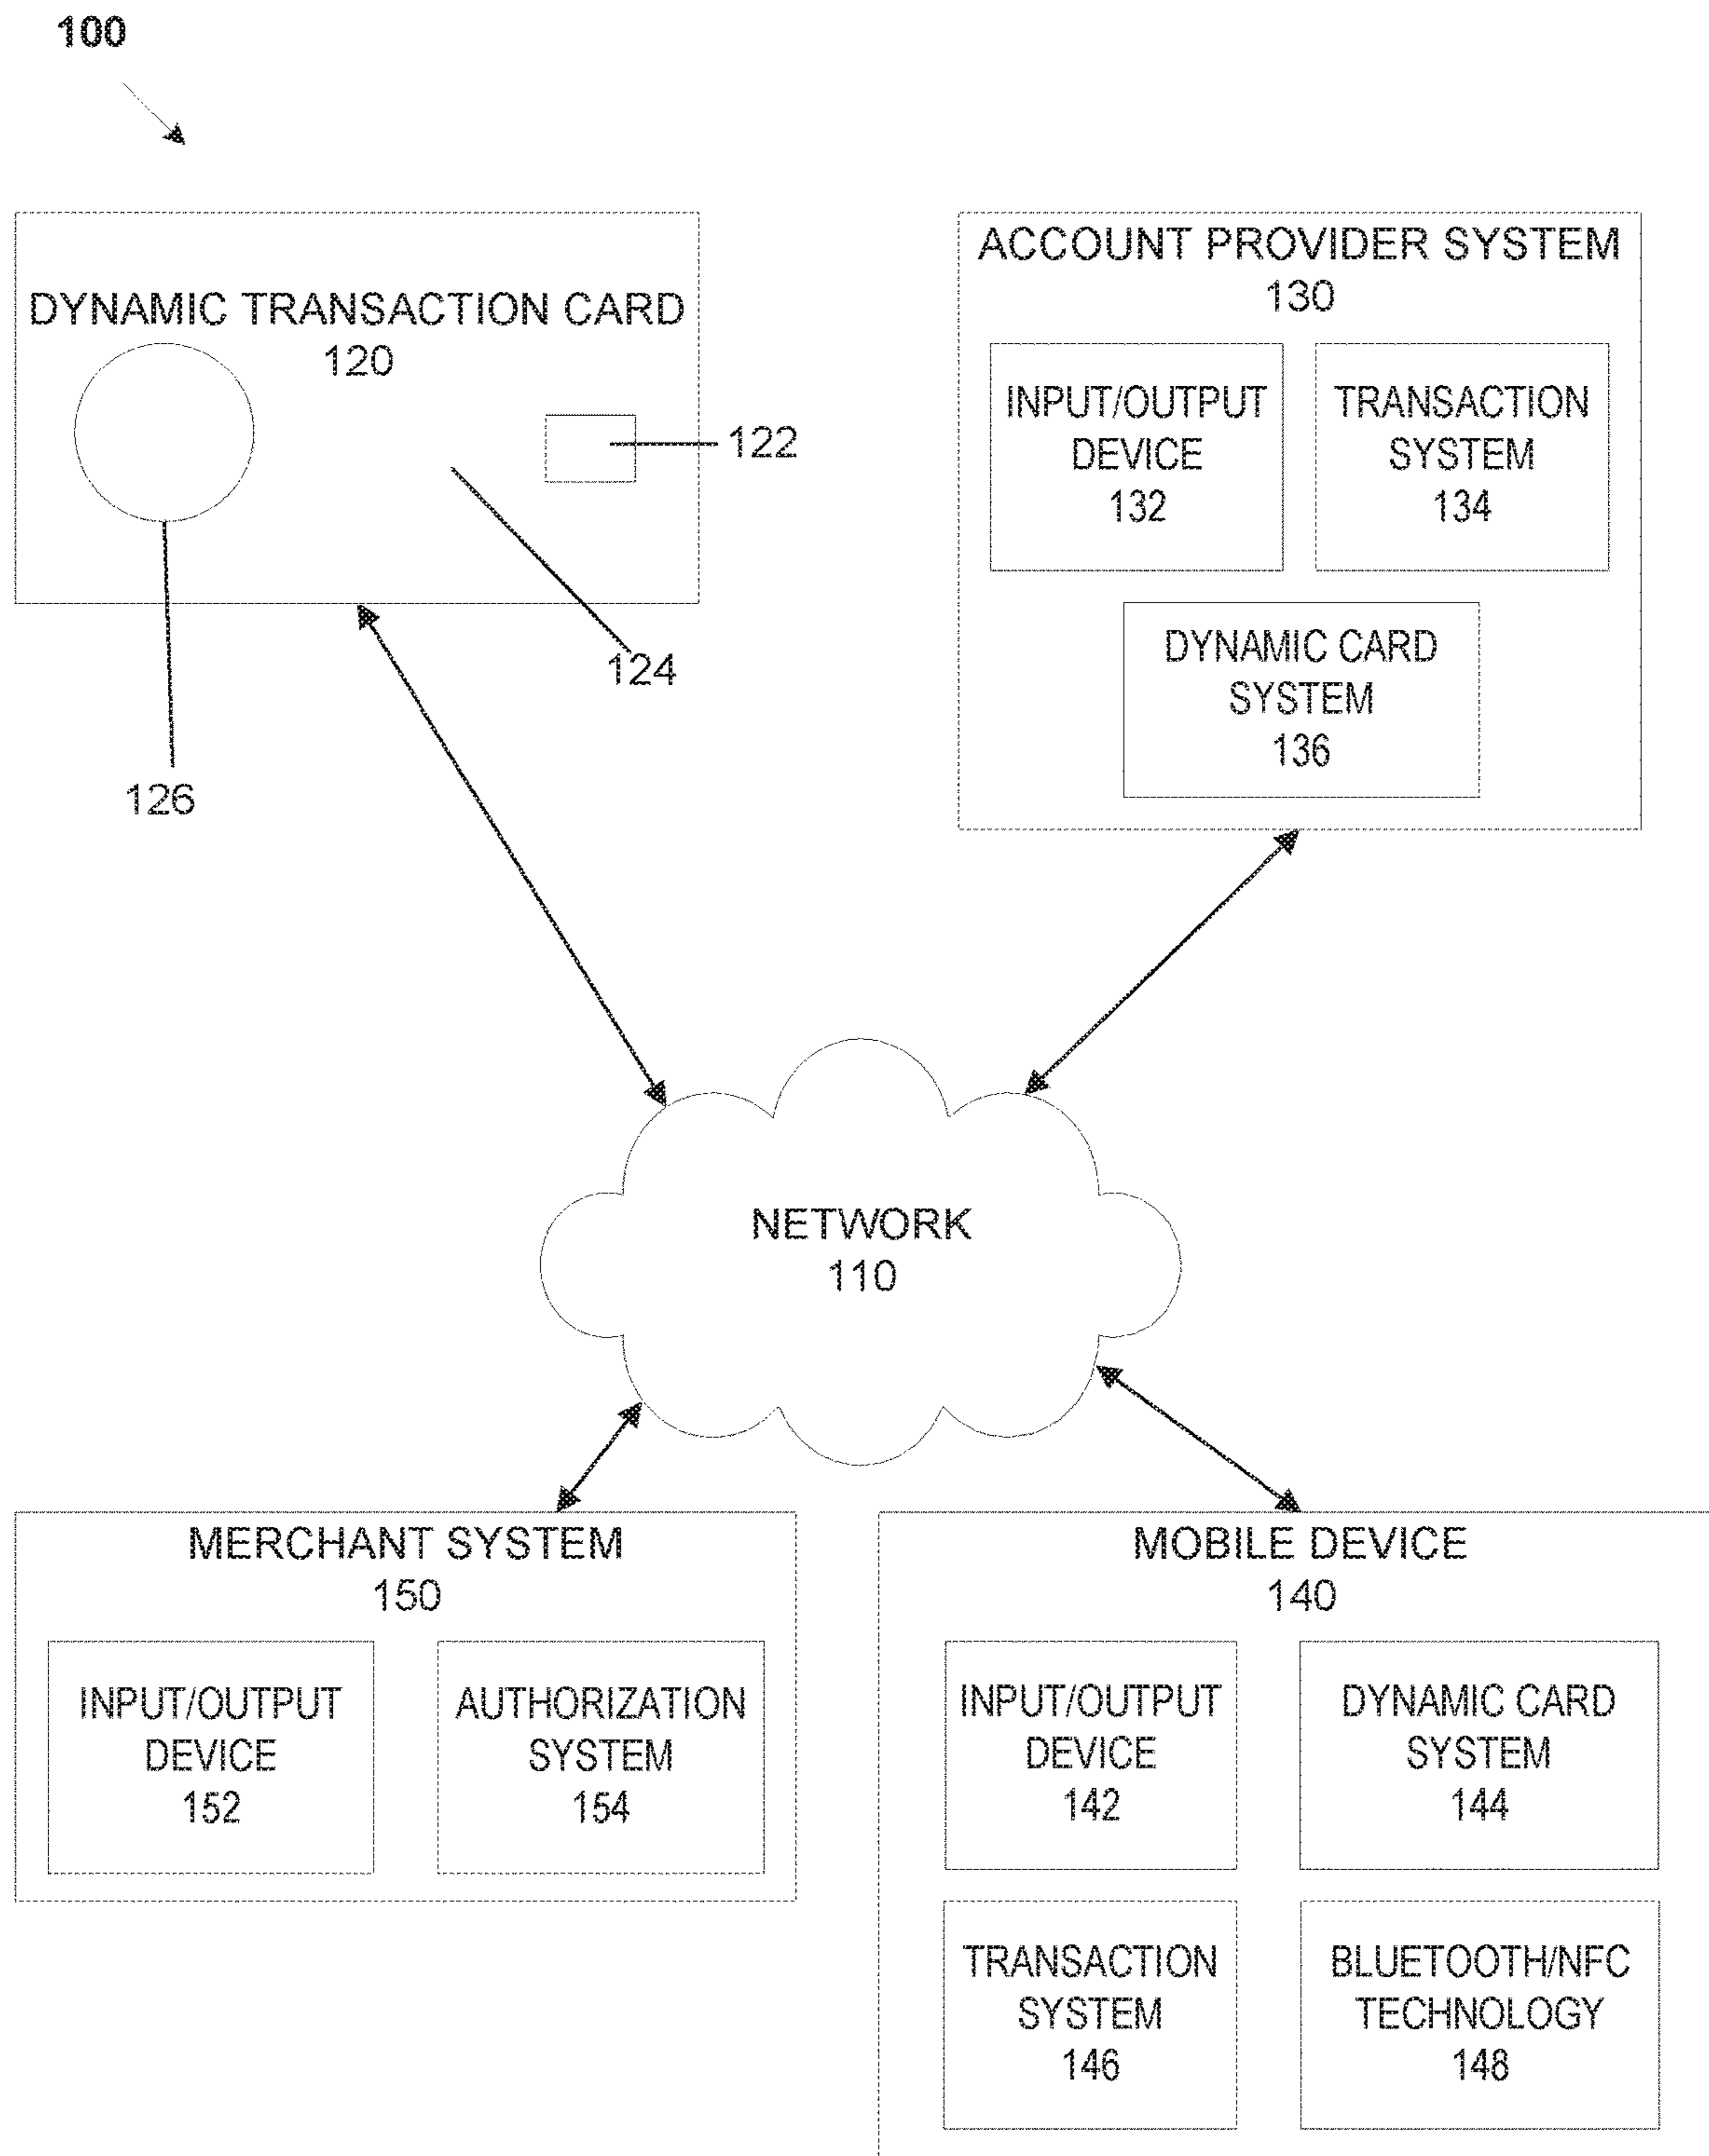 100
DYNAMIC TRANSACTION CARD
120
122
124
126
ACCOUNT PROVIDER SYSTEM
130
INPUT/OUTPUT
DEVICE
132
TRANSACTION
SYSTEM
134
DYNAMIC CARD
SYSTEM
136
NETWORK
110
MERCHANT SYSTEM
150
INPUT/OUTPUT
DEVICE
152
AUTHORIZATION
SYSTEM
154
MOBILE DEVICE
140
INPUT/OUTPUT
DEVICE
142
DYNAMIC CARD
SYSTEM
144
TRANSACTION
SYSTEM
146
BLUETOOTH/NFC
TECHNOLOGY
148